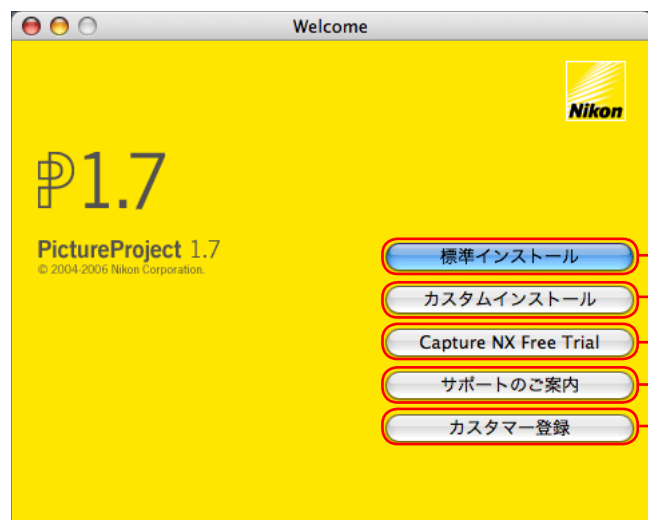 Welcome
Nikon
P1.7
PictureProject 1.7
© 2004-2006 Nikon Corporation.
標準インストール
カスタムインストール
Capture NX Free Trial
サポートのご案内
カスタマー登録